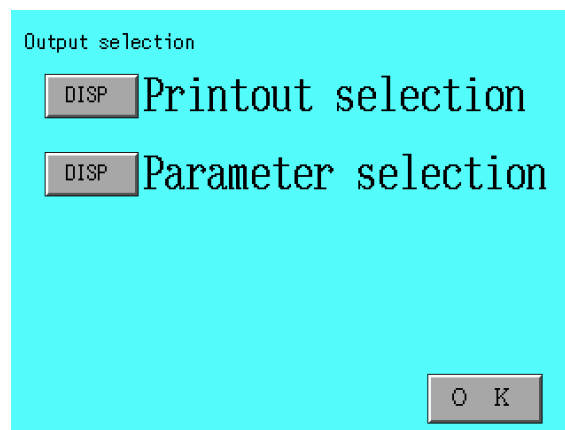 Output selection
DISP Printout selection
DISP Parameter selection
O K